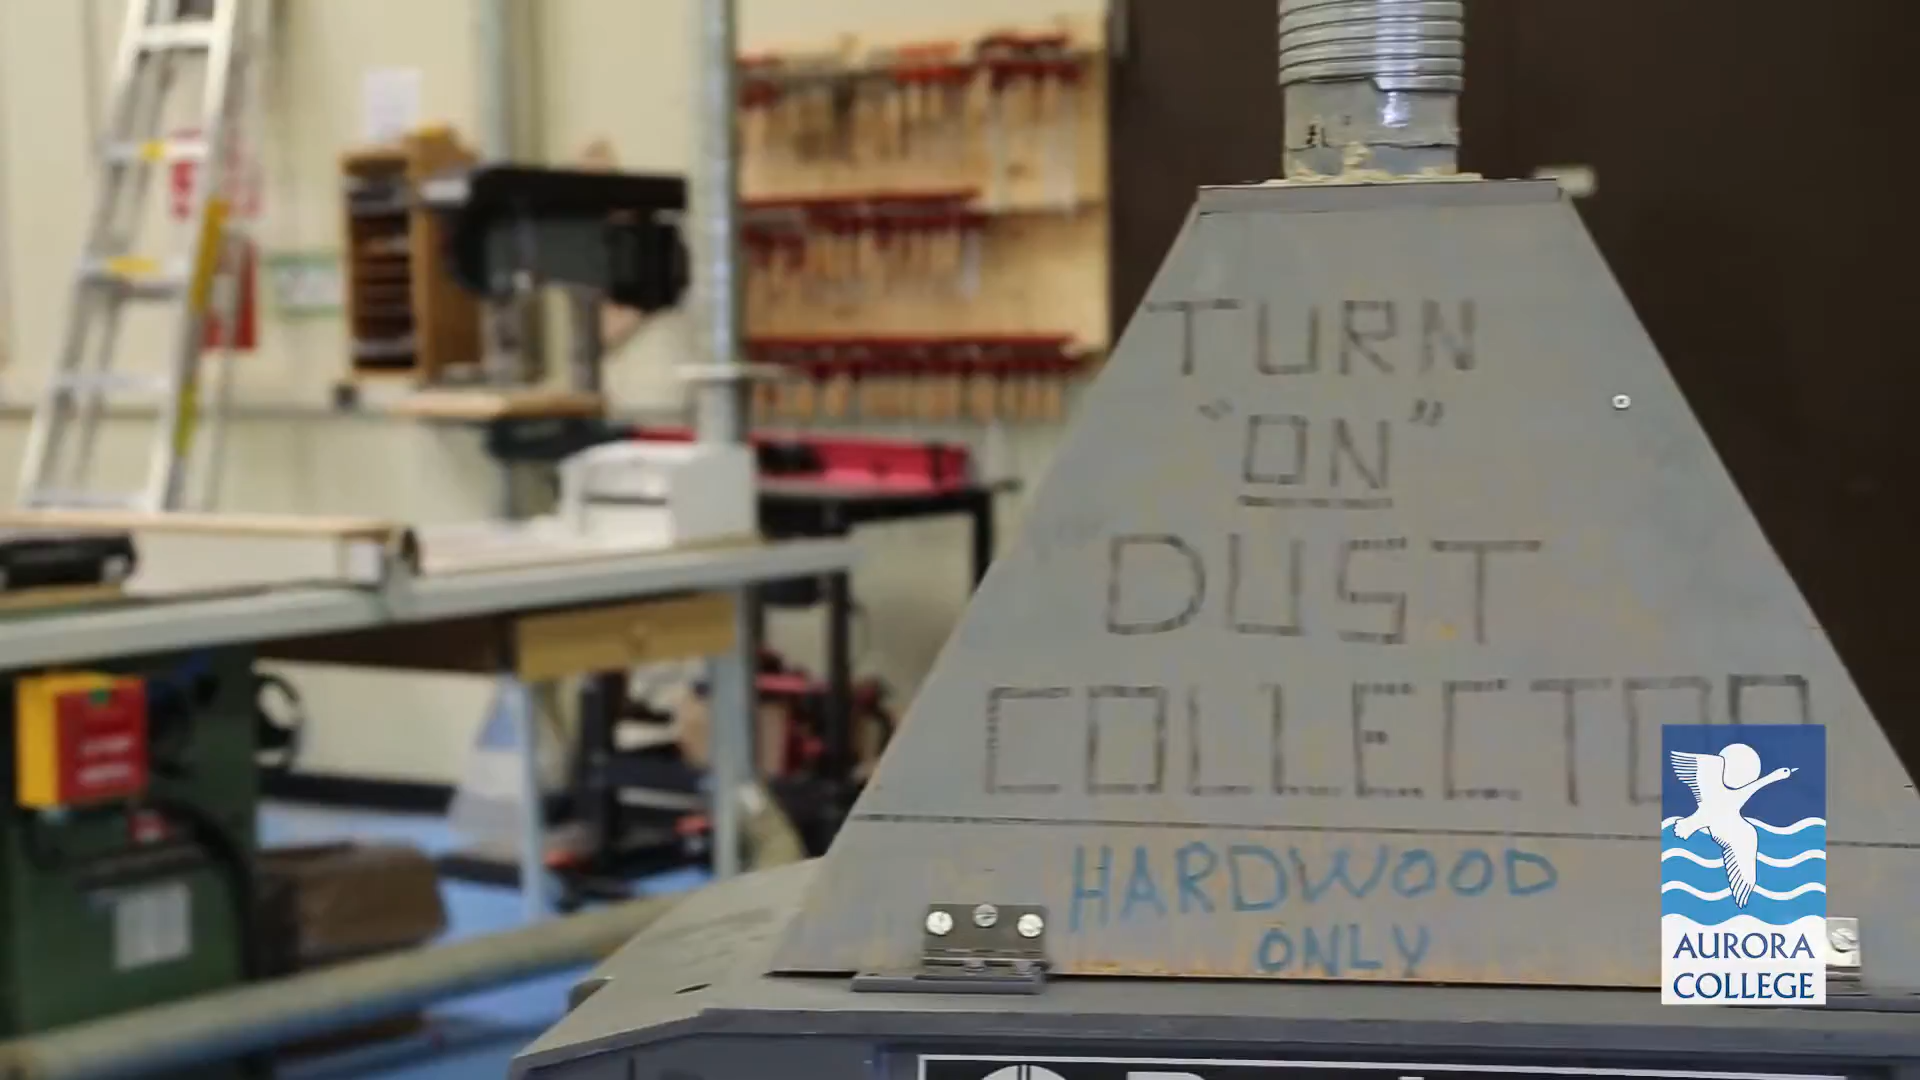 TURN
"ON"
DUST
COLLECTOR
HARDWOOD
ONLY
AURORA
COLLEGE